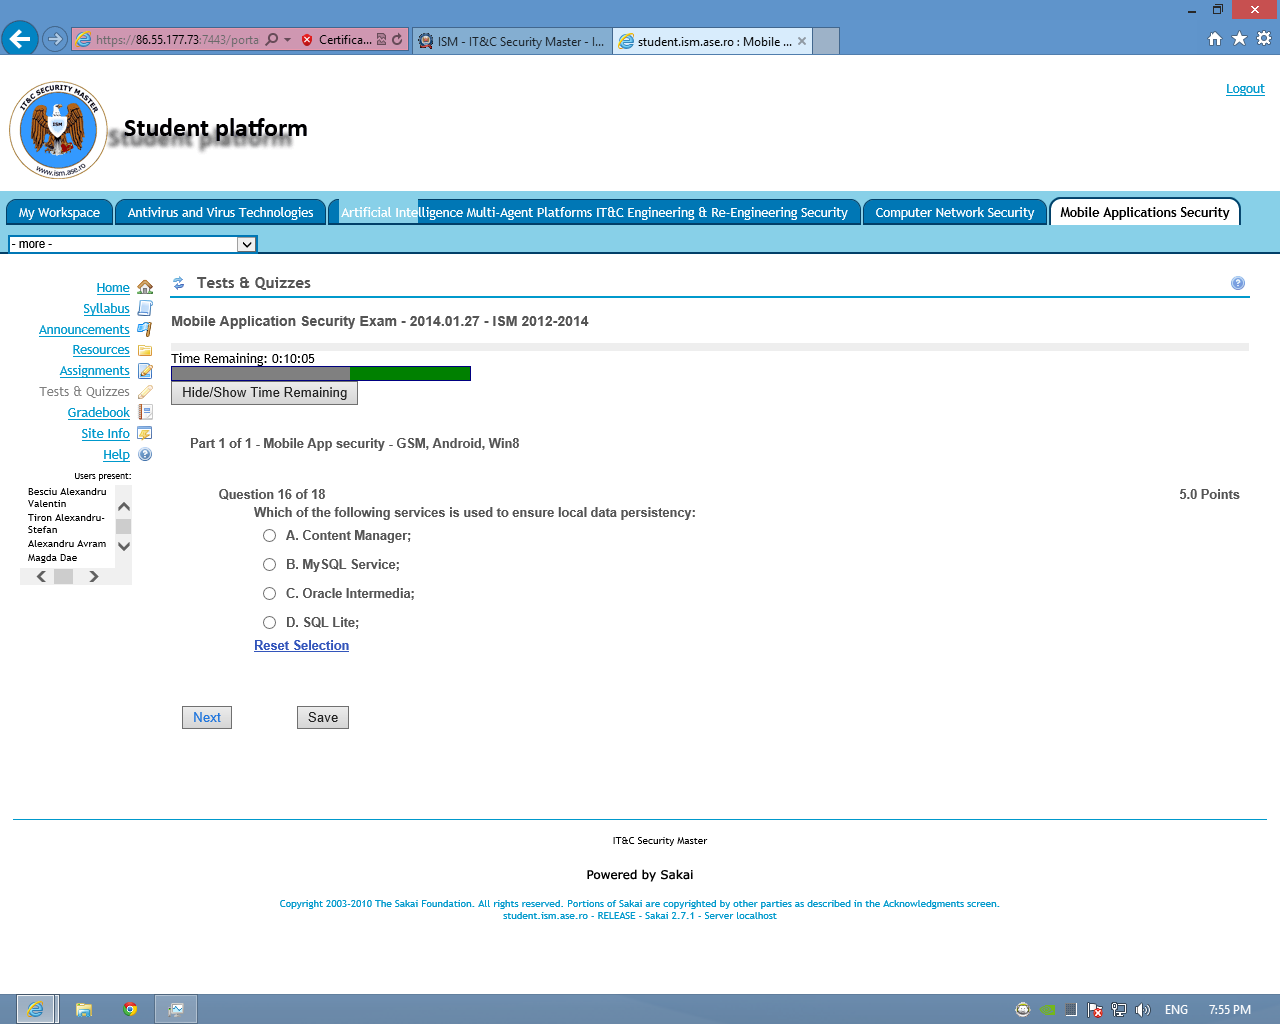 https://86.55.177.73:7443/porta
Certifica...
ISM - IT&C Security Master - I...
student.ism.ase.ro : Mobile ...
Logout
IT&C SECURITY MASTER
ISM
www.ism.ase.ro
Student platform
My Workspace
Antivirus and Virus Technologies
Artificial Intelligence Multi-Agent Platforms IT&C Engineering & Re-Engineering Security
Computer Network Security
Mobile Applications Security
- more -
Home
Syllabus
Announcements
Resources
Assignments
Tests & Quizzes
Gradebook
Site Info
Help
Users present:
Besciu Alexandru
Valentin
Tiron Alexandru-
Stefan
Alexandru Avram
Magda Dae
Tests & Quizzes
Mobile Application Security Exam - 2014.01.27 - ISM 2012-2014
Time Remaining: 0:10:05
Hide/Show Time Remaining
Part 1 of 1 - Mobile App security - GSM, Android, Win8
Question 16 of 18
5.0 Points
Which of the following services is used to ensure local data persistency:
A. Content Manager;
B. MySQL Service;
C. Oracle Intermedia;
D. SQL Lite;
Reset Selection
Next
Save
IT&C Security Master
Powered by Sakai
Copyright 2003-2010 The Sakai Foundation. All rights reserved. Portions of Sakai are copyrighted by other parties as described in the Acknowledgments screen.
student.ism.ase.ro - RELEASE - Sakai 2.7.1 - Server localhost
ENG
7:55 PM